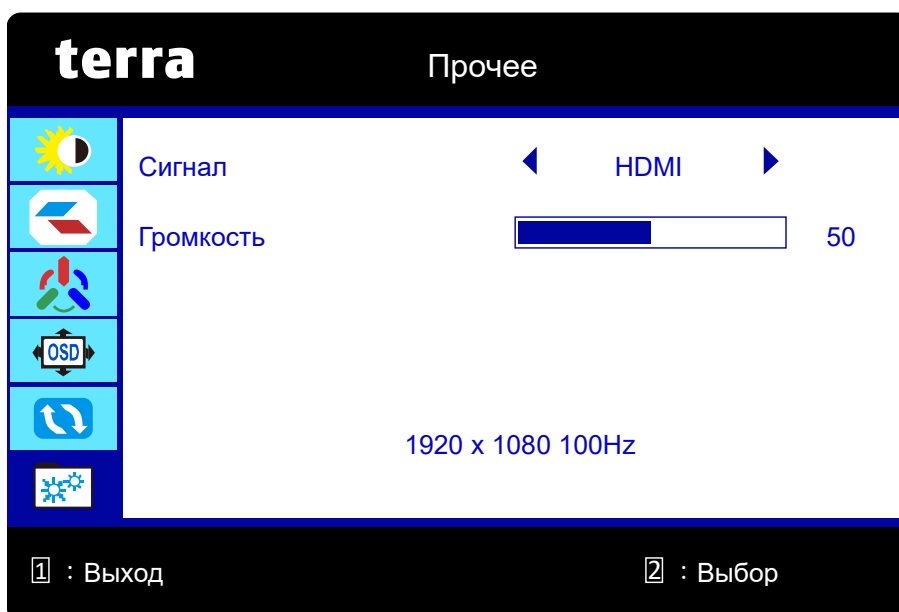 terra Прочее
Сигнал HDMI
Громкость 50
OSD
1920 x 1080 100Hz
1 : Выход 2 : Выбор